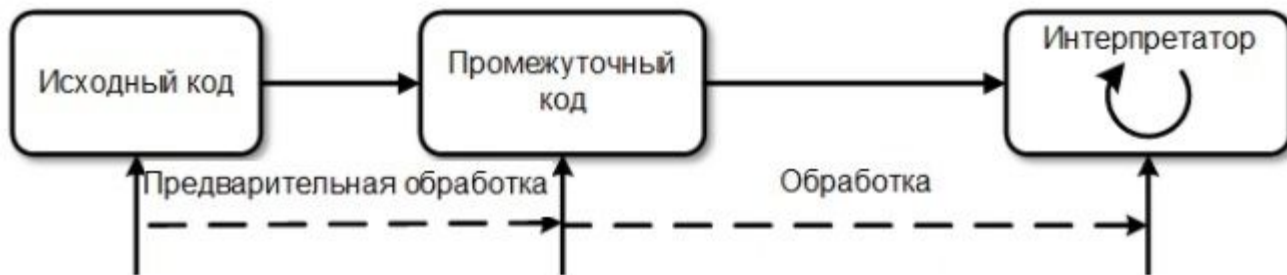 Исходный код
Промежуточный
код
Интерпретатор
Предварительная обработка
Обработка